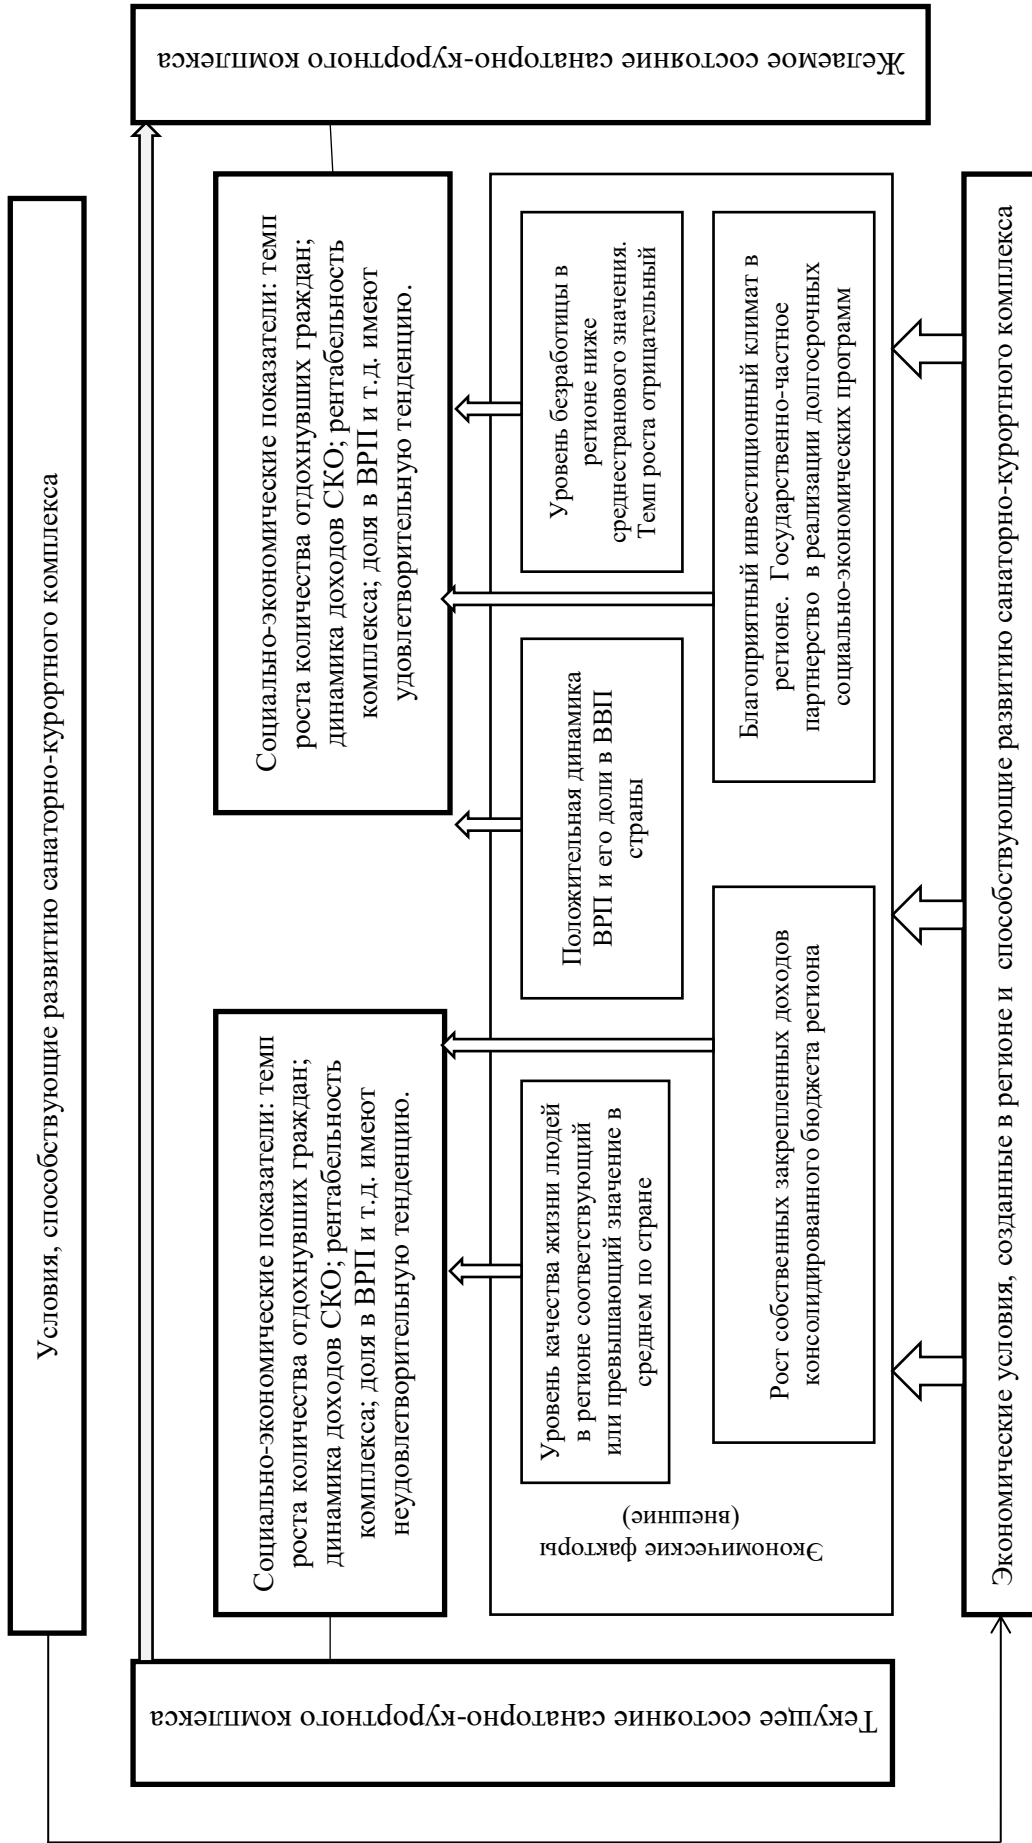 Условия, способствующие развитию санаторно-курортного комплекса
Текущее состояние санаторно-курортного комплекса
Социально-экономические показатели: темп
роста количества отдохнувших граждан;
динамика доходов СКО; рентабельность
комплекса; доля в ВРП и т.д. имеют
неудовлетворительную тенденцию.
Социально-экономические показатели: темп
роста количества отдохнувших граждан;
динамика доходов СКО; рентабельность
комплекса; доля в ВРП и т.д. имеют
удовлетворительную тенденцию.
Желаемое состояние санаторно-курортного комплекса
Экономические факторы
(внешние)
Уровень качества жизни людей
в регионе соответствующий
или превышающий значение в
среднем по стране
Положительная динамика
ВРП и его доли в ВВП
страны
Уровень безработицы в
регионе ниже
среднестранового значения.
Темп роста отрицательный
Рост собственных закрепленных доходов
консолидированного бюджета региона
Благоприятный инвестиционный климат в
регионе. Государственно-частное
партнерство в реализации долгосрочных
социально-экономических программ
Экономические условия, созданные в регионе и способствующие развитию санаторно-курортного комплекса